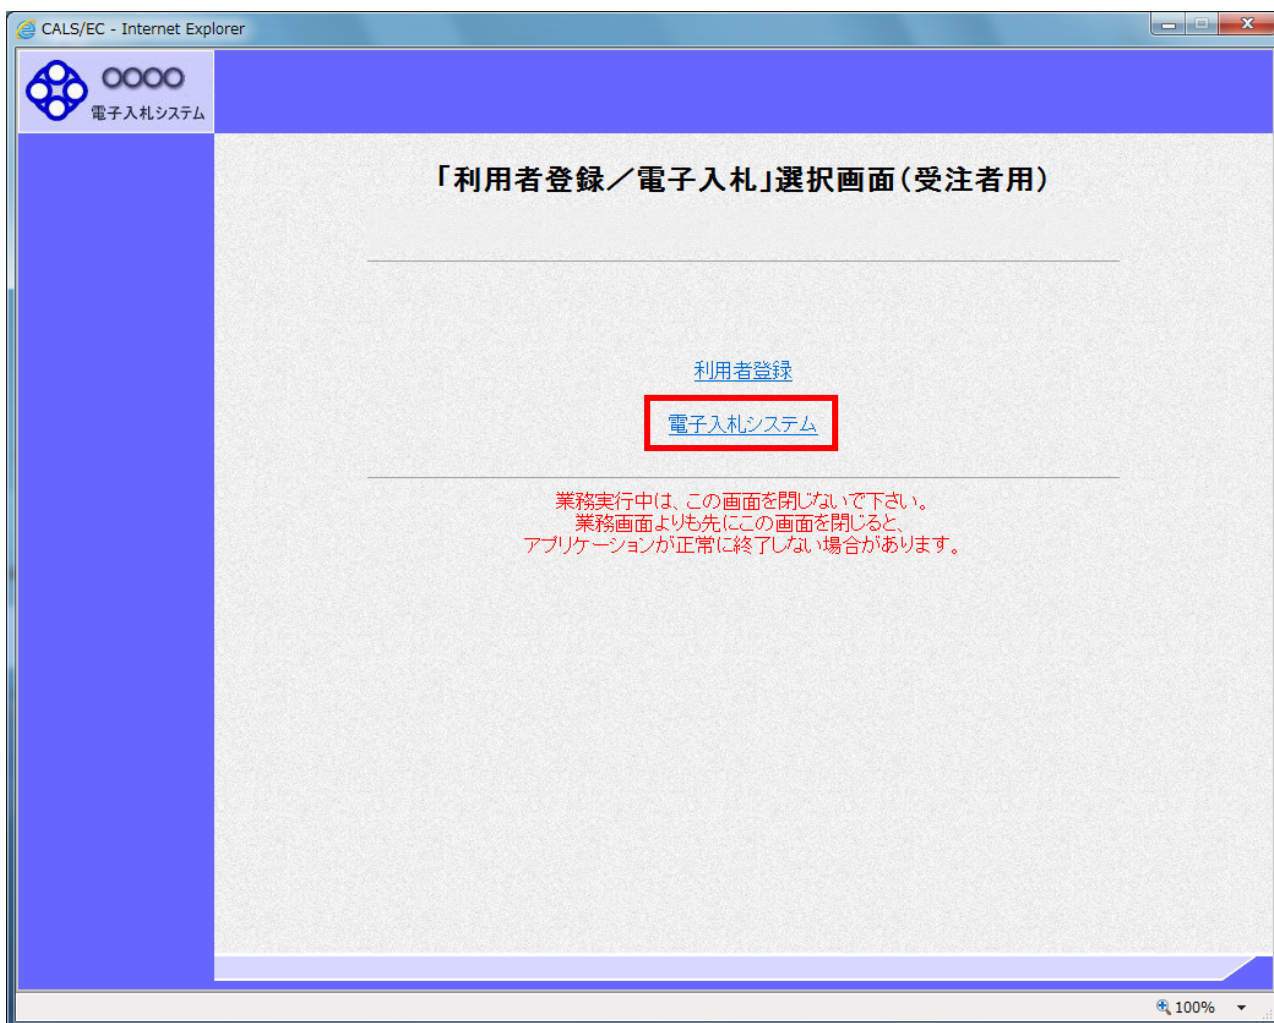 CALS/EC - Internet Explorer
○○○○
電子入札システム
「利用者登録／電子入札」選択画面(受注者用)
利用者登録
電子入札システム
業務実行中は、この画面を閉じないで下さい。
業務画面よりも先にこの画面を閉じると、
アプリケーションが正常に終了しない場合があります。
100%